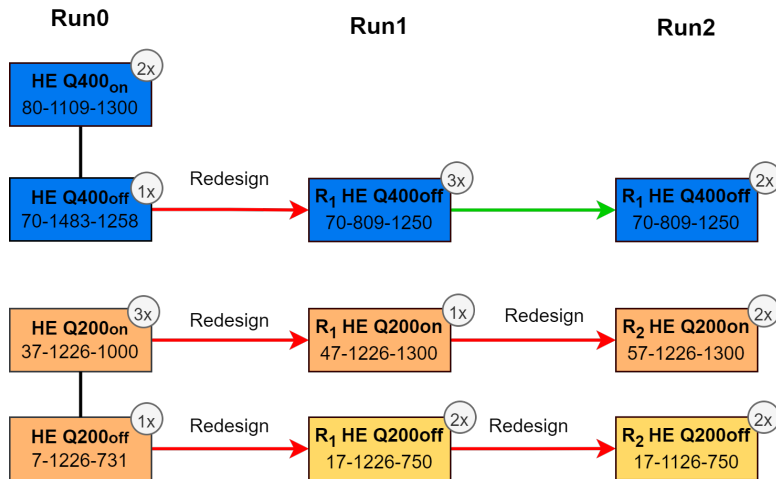 Run0
Run1
Run2
2x
HE Q400on
80-1109-1300
1x
HE Q400off
70-1483-1258
Redesign
3x
R1 HE Q400off
70-809-1250
2x
R1 HE Q400off
70-809-1250
3x
HE Q200on
37-1226-1000
Redesign
1x
R1 HE Q200on
47-1226-1300
Redesign
2x
R2 HE Q200on
57-1226-1300
1x
HE Q200off
7-1226-731
Redesign
2x
R1 HE Q200off
17-1226-750
Redesign
2x
R2 HE Q200off
17-1126-750